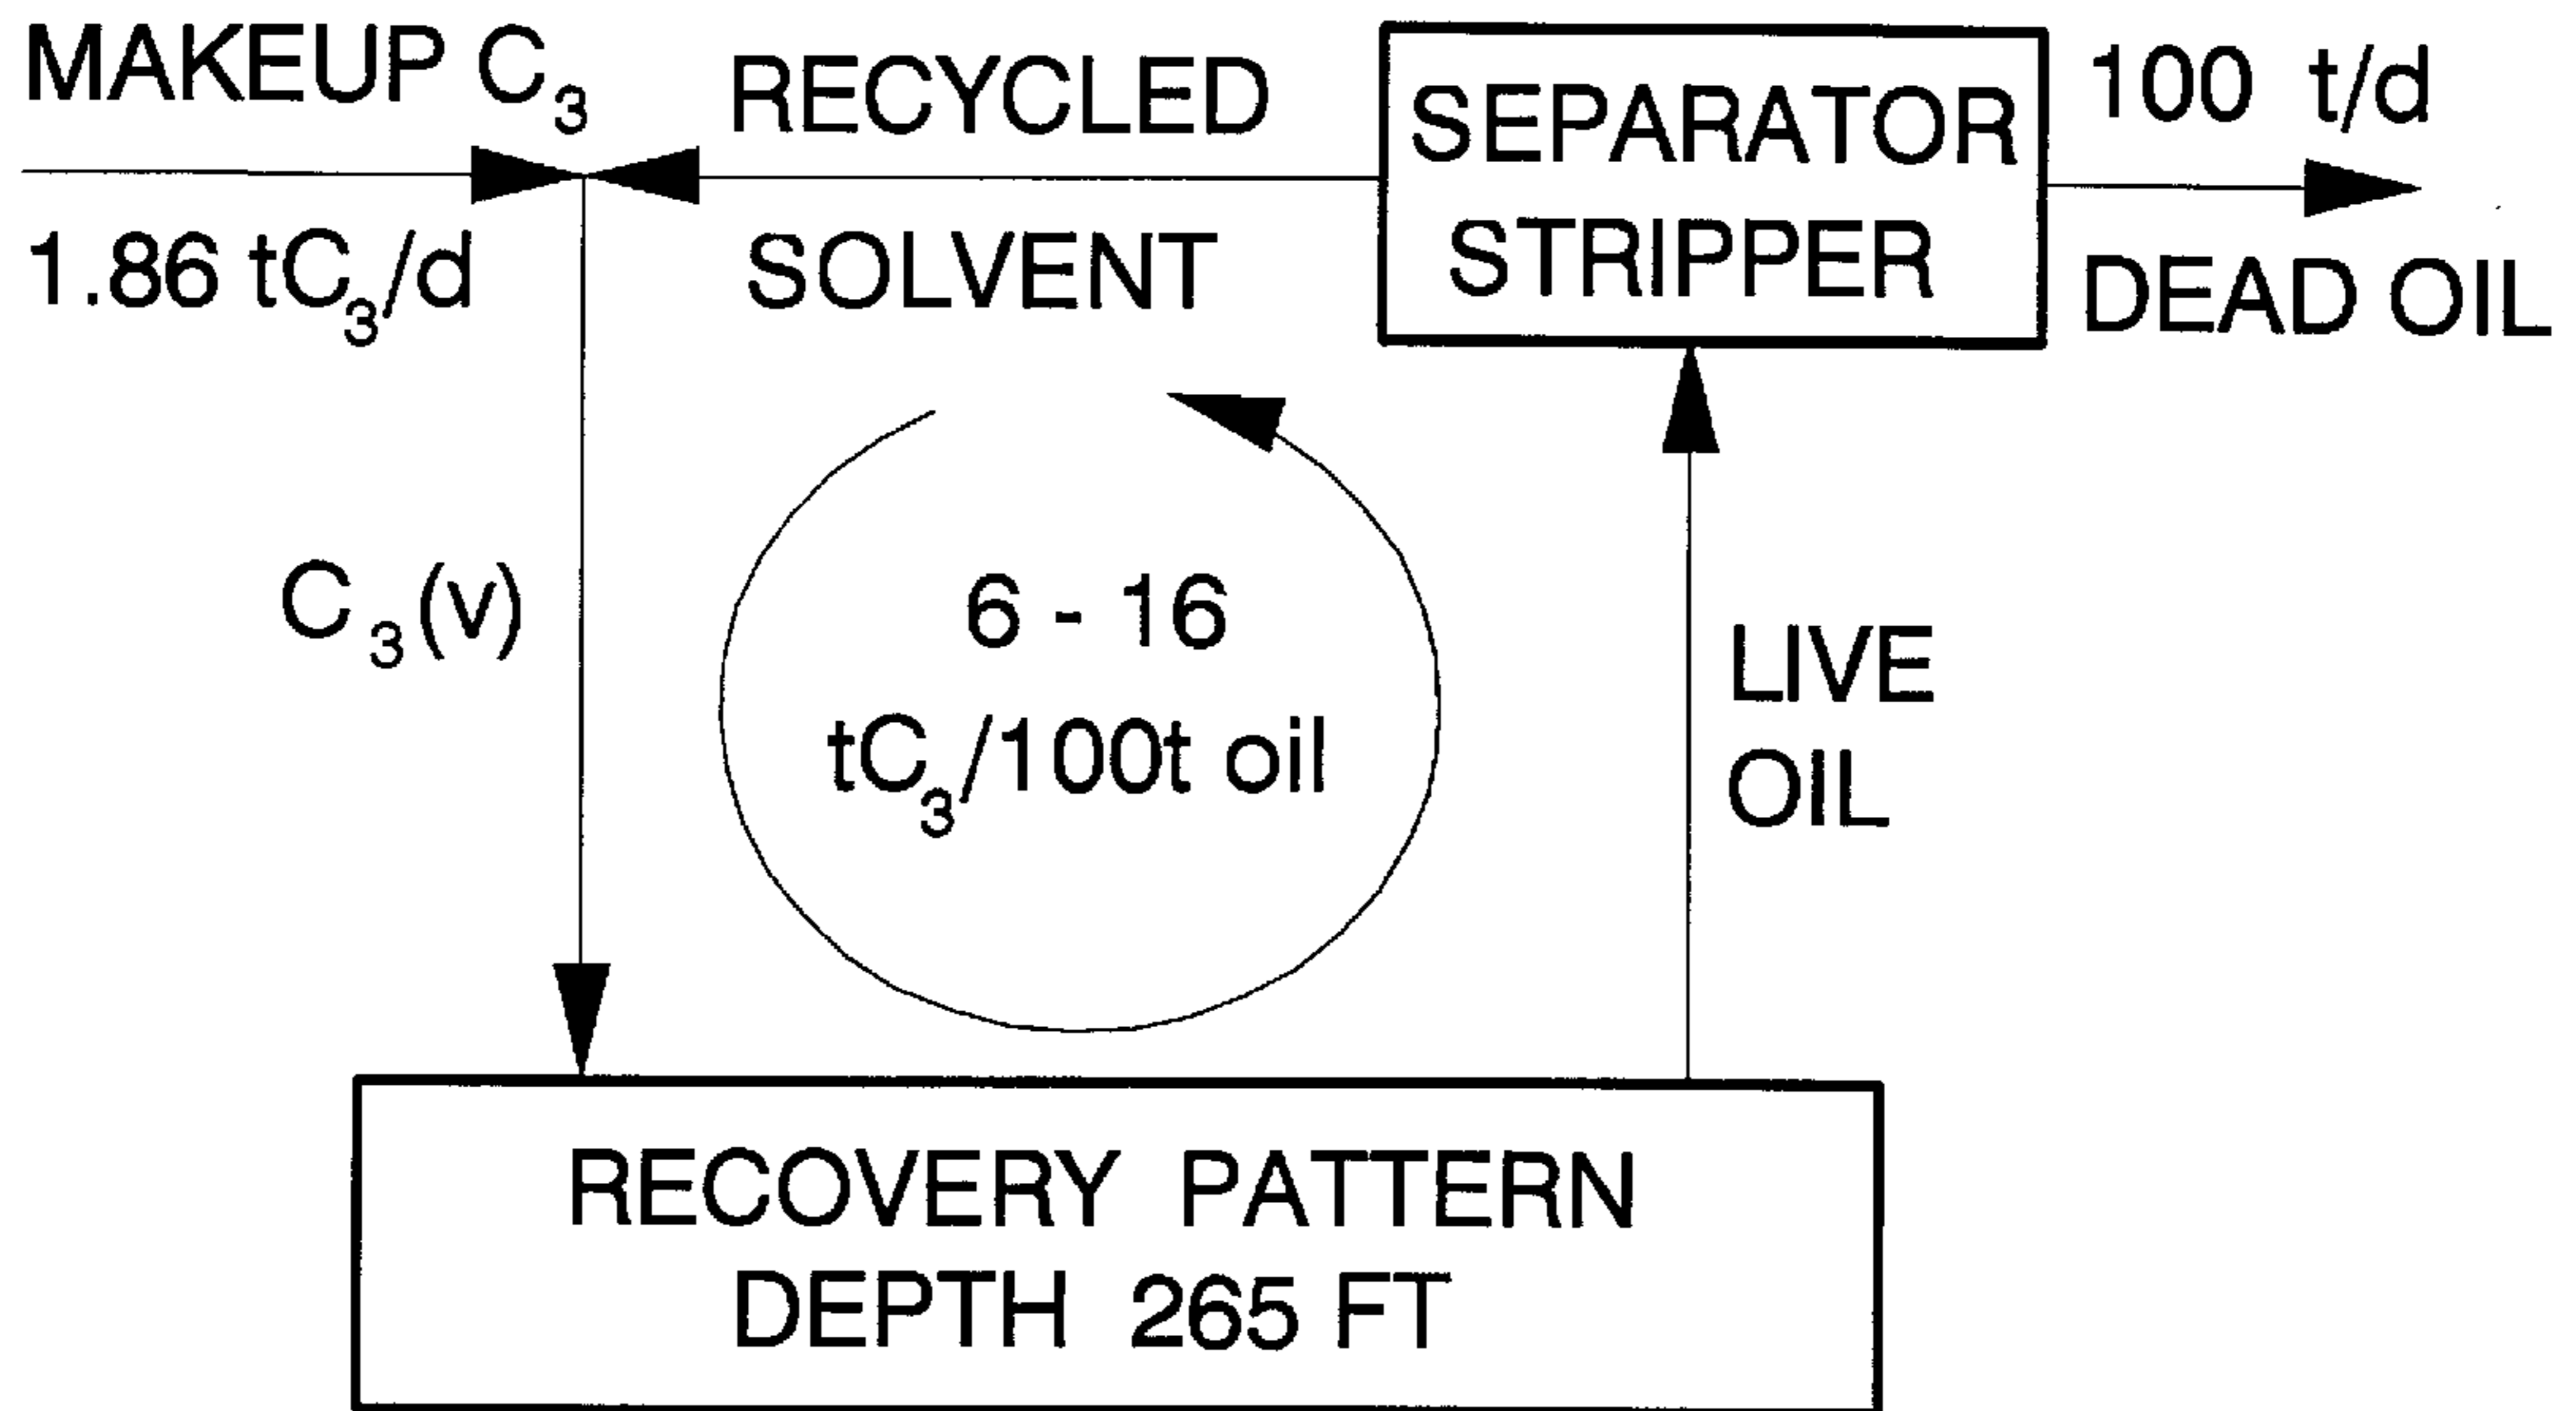 MAKEUP C₃
1.86 tC₃/d
RECYCLED
SOLVENT
SEPARATOR
STRIPPER
100 t/d
DEAD OIL
C₃(v)
6 - 16
tC₃/100t oil
LIVE
OIL
RECOVERY PATTERN
DEPTH 265 FT